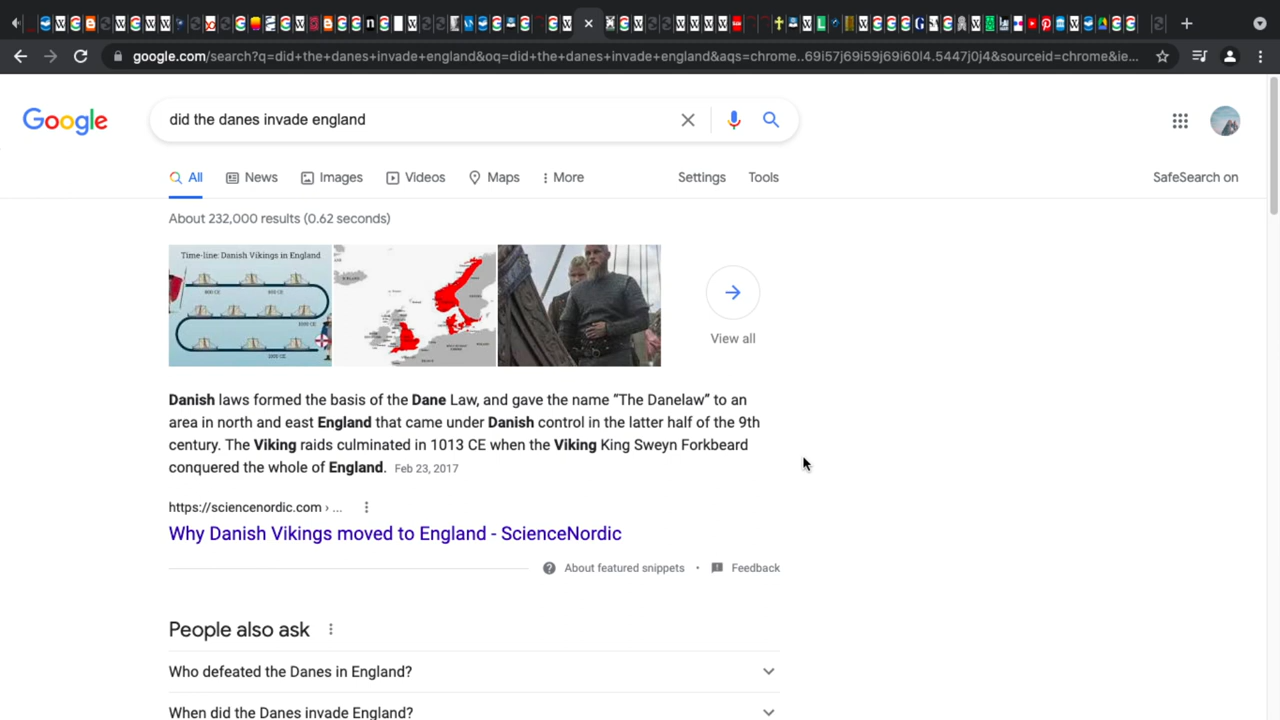 google.com/search?q=did+the+danes+invade+england&oq=did+the+danes+invade+england&aqs=chrome..69i57j69i59j69i60l4.5447j0j4&sourceid=chrome&ie...
Google
did the danes invade england
All News Images Videos Maps More Settings Tools SafeSearch on
About 232,000 results (0.62 seconds)
Time-line: Danish Vikings in England
View all
Danish laws formed the basis of the Dane Law, and gave the name “The Danelaw” to an
area in north and east England that came under Danish control in the latter half of the 9th
century. The Viking raids culminated in 1013 CE when the Viking King Sweyn Forkbeard
conquered the whole of England. Feb 23, 2017
https://sciencenordic.com › ...
Why Danish Vikings moved to England - ScienceNordic
About featured snippets • Feedback
People also ask
Who defeated the Danes in England?
When did the Danes invade England?